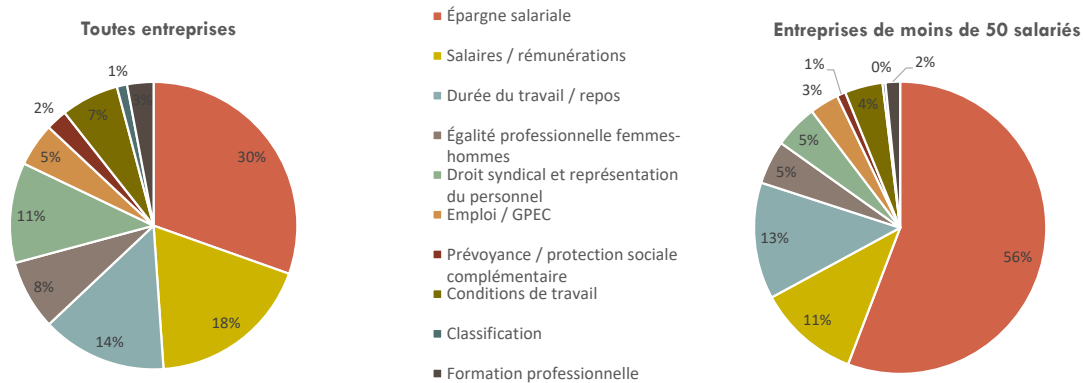 Toutes entreprises
1%
2%
7%
3%
5%
30%
11%
8%
18%
14%
Épargne salariale
Salaires / rémunérations
Durée du travail / repos
Égalité professionnelle femmes-
hommes
Droit syndical et représentation
du personnel
Emploi / GPEC
Prévoyance / protection sociale
complémentaire
Conditions de travail
Classification
Formation professionnelle
Entreprises de moins de 50 salariés
1%
0%
2%
3%
4%
5%
5%
13%
56%
11%